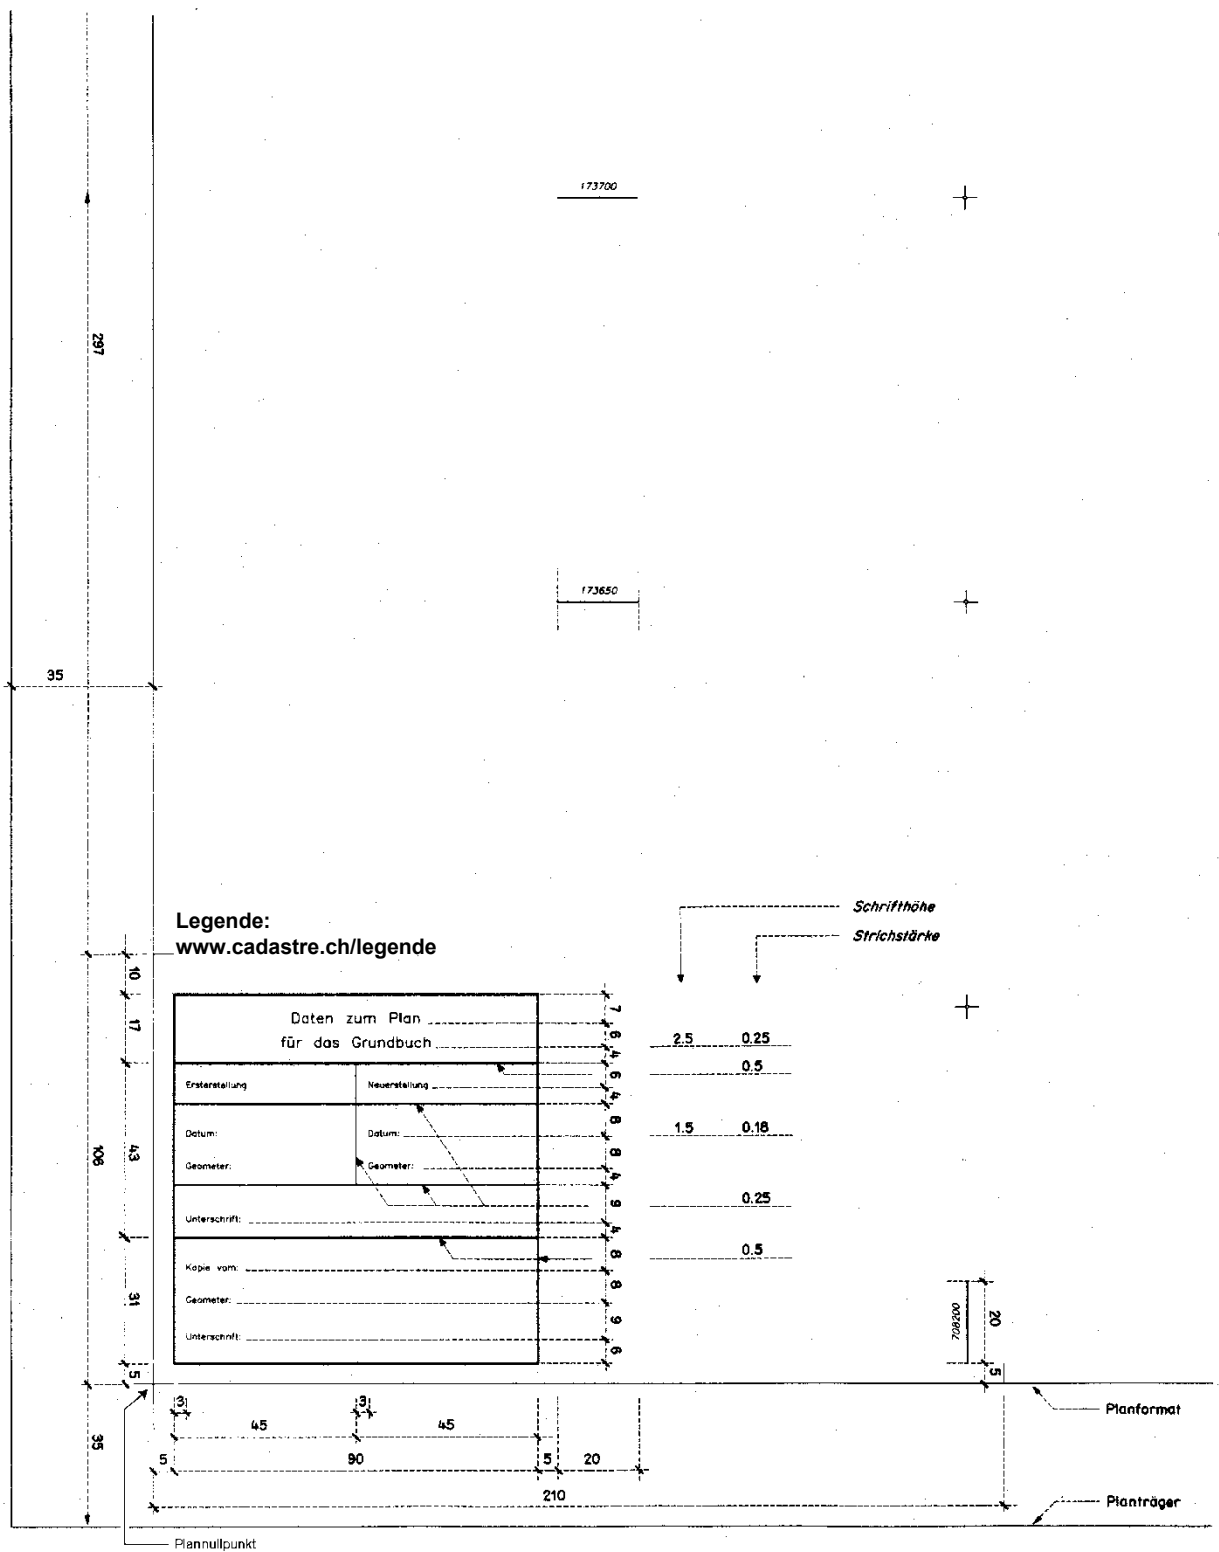 173700
297
173650
35
Schrifthöhe
Strichstärke
Legende:
www.cadastre.ch/legende
10
17
7
Daten zum Plan
6
für das Grundbuch
4
2.5 0.25
6
0.5
Ersterstellung Neuerstellung
4
8
Datum: Datum:
1.5 0.18
106
43
8
Geometer: Geometer:
4
9
0.25
Unterschrift:
4
8
0.5
Kopie vom:
8
31
Geometer:
9
Unterschrift:
6
708200
20
5
5
3 3
Planformat
45 45
35
5 90 5 20
210
Planträger
Plannullpunkt